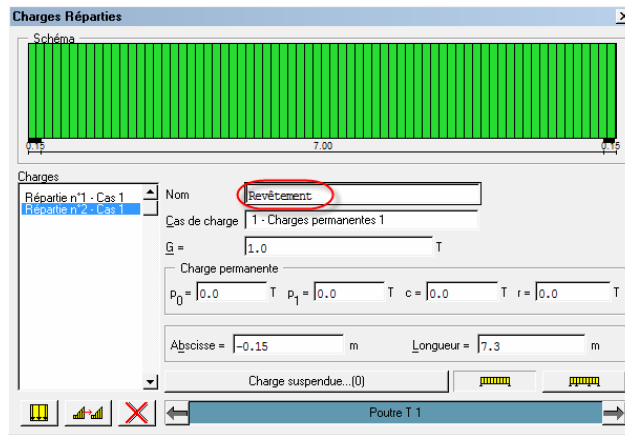 Charges Réparties
Schéma
0.15 7.00 0.15
Charges
Répartie n°1 - Cas 1
Répartie n°2 - Cas 1
Nom Revêtement
Cas de charge 1 - Charges permanentes 1
G = 1.0 T
Charge permanente
p0 = 0.0 T p1 = 0.0 T c = 0.0 T r = 0.0 T
Abscisse = -0.15 m Longueur = 7.3 m
Charge suspendue...(0)
Poutre T 1